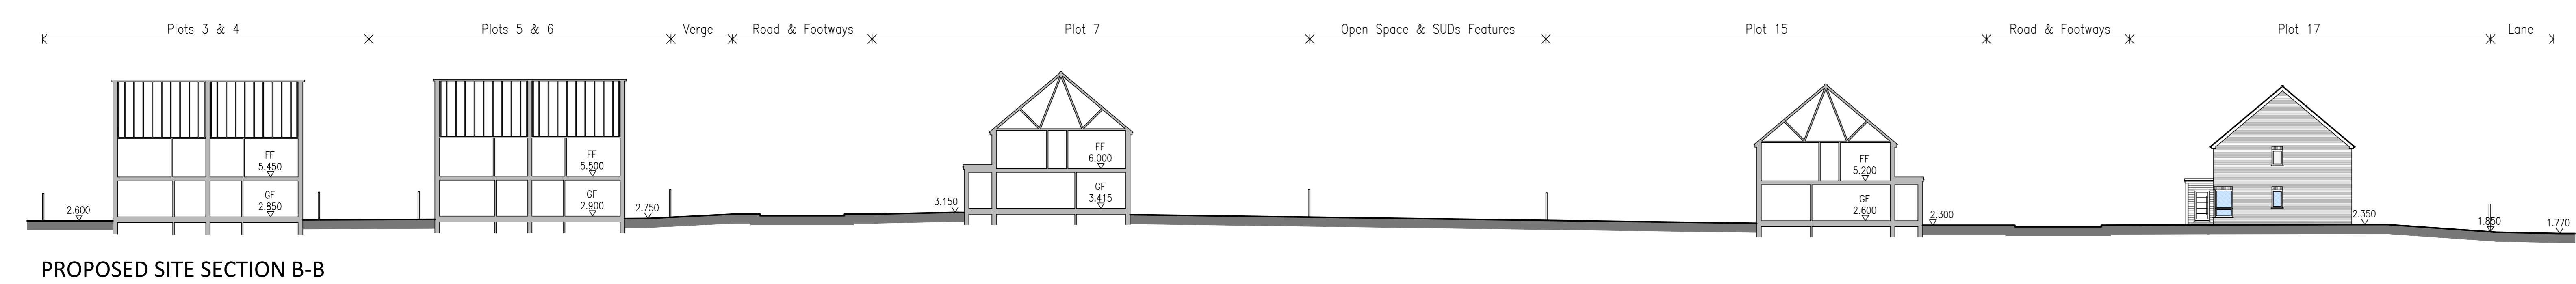 Plots 3 & 4
Plots 5 & 6
Verge
Road & Footways
Plot 7
Open Space & SUDs Features
Plot 15
Road & Footways
Plot 17
Lane
2.600
FF
5.450
GF
2.850
FF
5.500
GF
2.900
2.750
3.150
FF
6.000
GF
3.415
FF
5.200
GF
2.600
2.300
2.350
1.850
1.770
PROPOSED SITE SECTION B-B